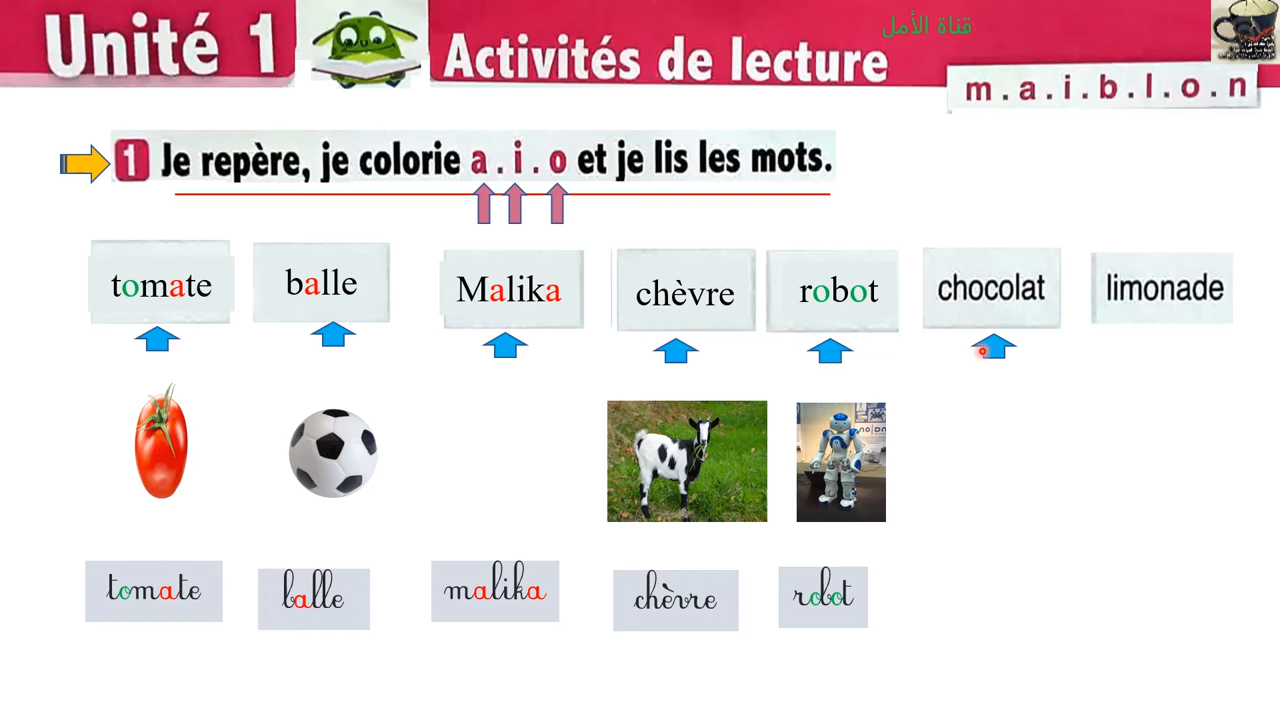 Unité 1
Activités de lecture
قناة الأمل
m . a . i . b . l . o . n
1 Je repère, je colorie a . i . o et je lis les mots.
tomate balle Malika chèvre robot chocolat limonade
tomate balle malika chèvre robot